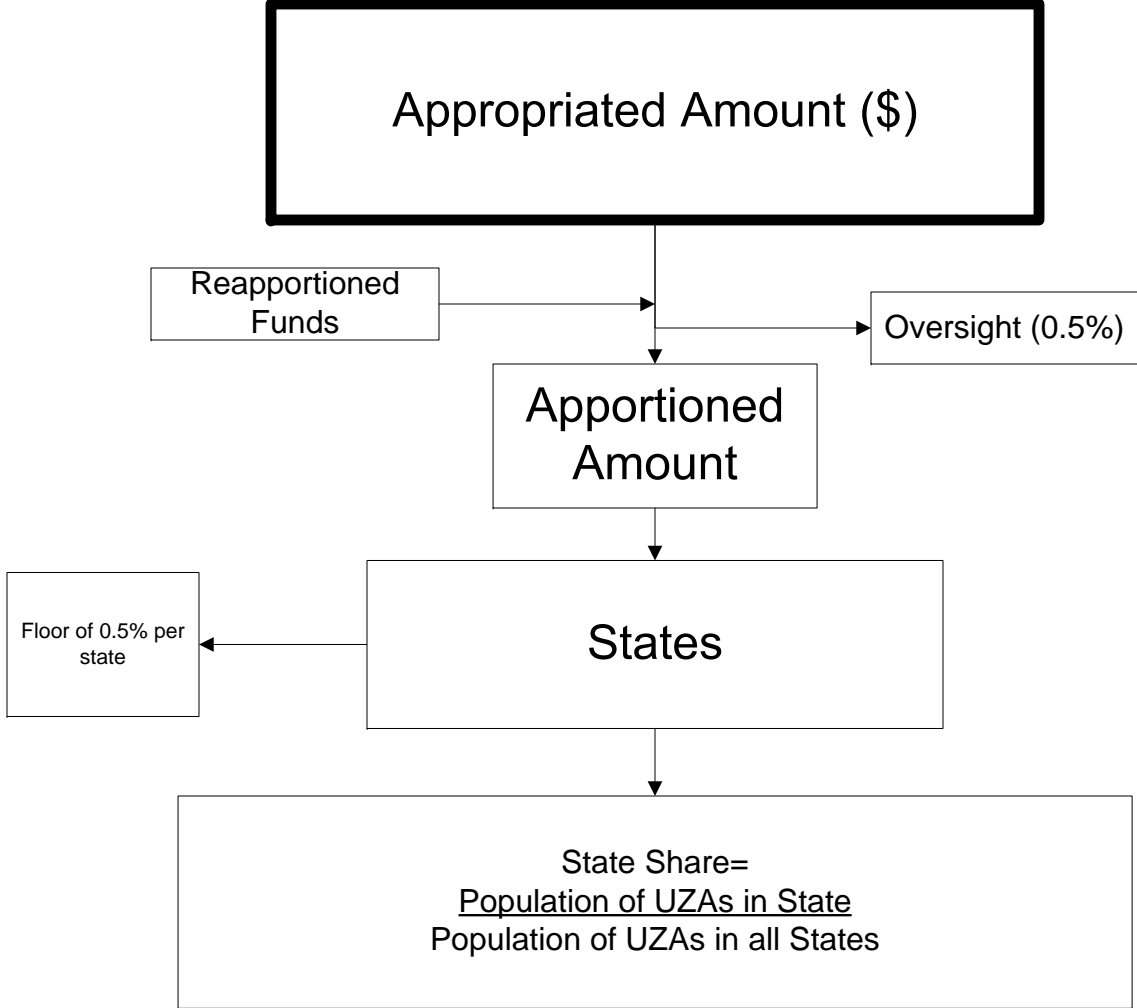 Appropriated Amount ($)
Reapportioned
Funds
Oversight (0.5%)
Apportioned
Amount
Floor of 0.5% per
state
States
State Share=
Population of UZAs in State
Population of UZAs in all States